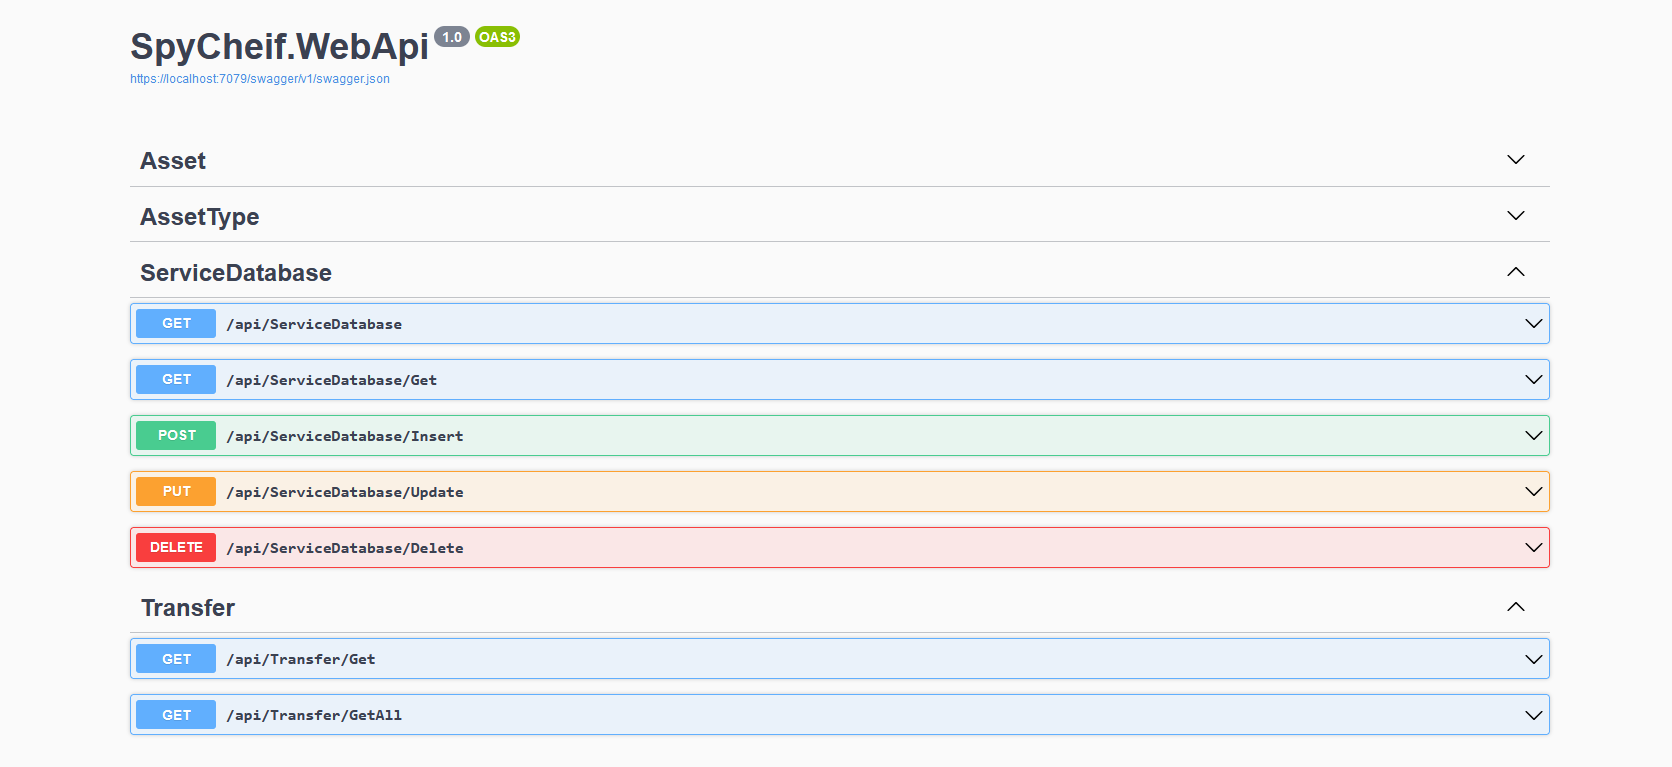 SpyCheif.WebApi 1.0 OAS3
https://localhost:7079/swagger/v1/swagger.json
Asset
AssetType
ServiceDatabase
GET /api/ServiceDatabase
GET /api/ServiceDatabase/Get
POST /api/ServiceDatabase/Insert
PUT /api/ServiceDatabase/Update
DELETE /api/ServiceDatabase/Delete
Transfer
GET /api/Transfer/Get
GET /api/Transfer/GetAll